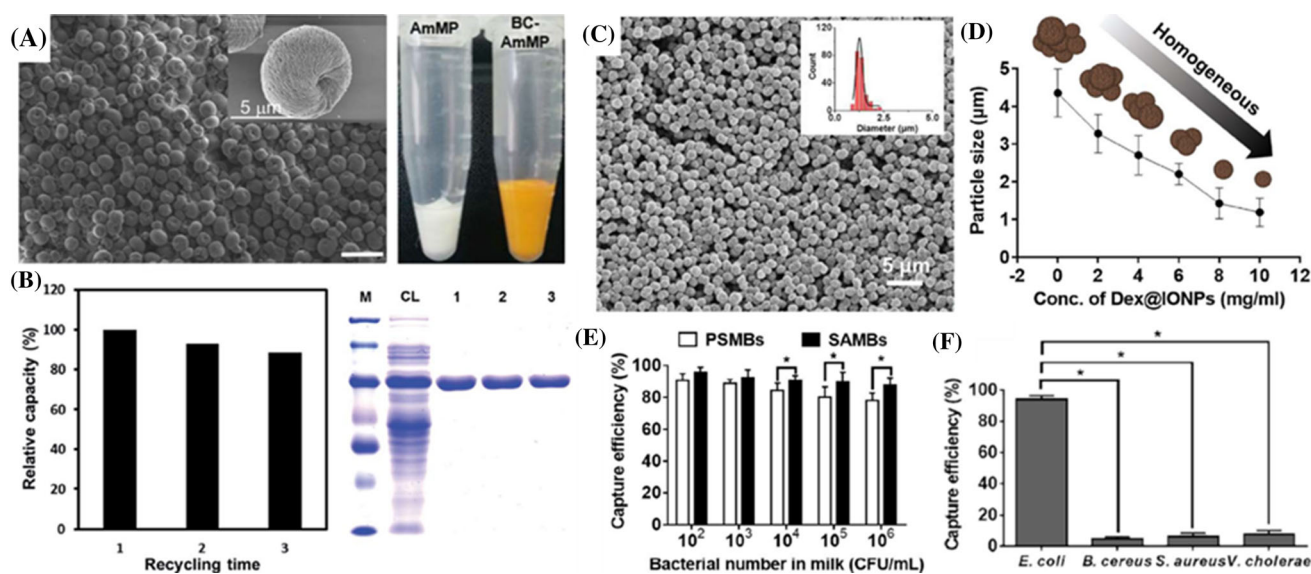 (A)
5 μm
AmMP
BC-
AmMP
(B)
Relative capacity (%)
120
100
80
60
40
20
0
1 2 3
Recycling time
M CL 1 2 3
(C)
5 μm
Count
120
80
40
0
0.0 2.5 5.0
Diameter (μm)
(D)
Homogeneous
Particle size (μm)
5
4
3
2
1
0
-2 0 2 4 6 8 10 12
Conc. of Dex@IONPs (mg/ml)
(E)
PSMBs SAMBs
Capture efficiency (%)
100
80
60
40
20
0
* * *
10² 10³ 10⁴ 10⁵ 10⁶
Bacterial number in milk (CFU/mL)
(F)
Capture efficiency (%)
100
80
60
40
20
0
*
*
*
E. coli B. cereus S. aureus V. cholerae